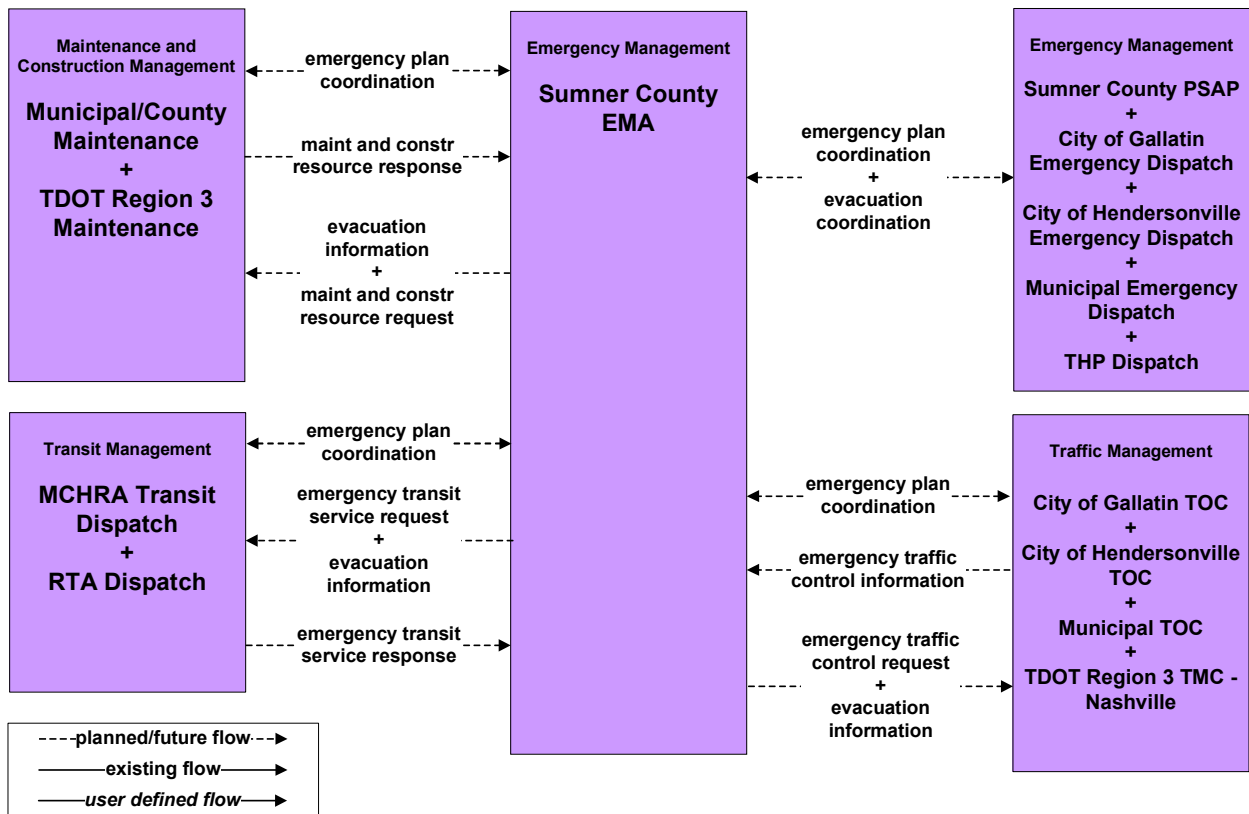 Maintenance and
Construction Management
Municipal/County
Maintenance
+
TDOT Region 3
Maintenance
emergency plan
coordination
maint and constr
resource response
evacuation
information
+
maint and constr
resource request
Emergency Management
Sumner County
EMA
emergency plan
coordination
+
evacuation
coordination
Emergency Management
Sumner County PSAP
+
City of Gallatin
Emergency Dispatch
+
City of Hendersonville
Emergency Dispatch
+
Municipal Emergency
Dispatch
+
THP Dispatch
Transit Management
MCHRA Transit
Dispatch
+
RTA Dispatch
emergency plan
coordination
emergency transit
service request
+
evacuation
information
emergency transit
service response
emergency plan
coordination
emergency traffic
control information
emergency traffic
control request
+
evacuation
information
Traffic Management
City of Gallatin TOC
+
City of Hendersonville
TOC
+
Municipal TOC
+
TDOT Region 3 TMC -
Nashville
planned/future flow
existing flow
user defined flow